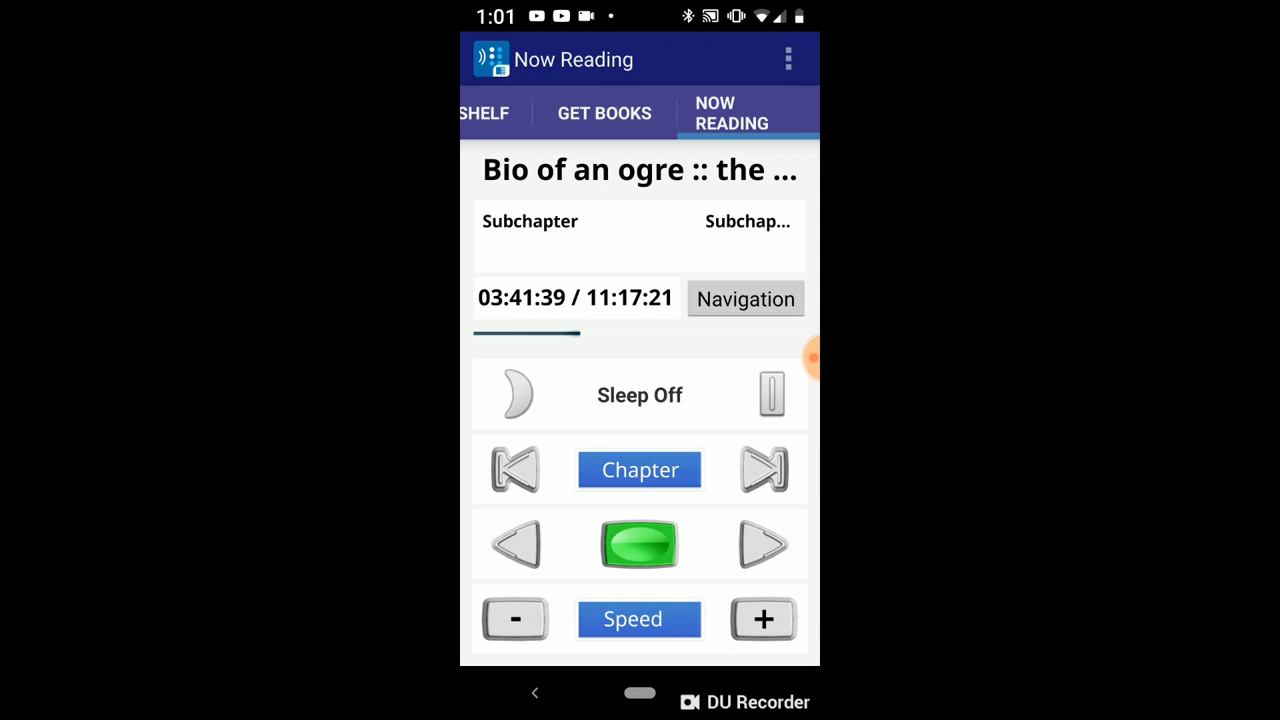 1:01
Now Reading
SHELF GET BOOKS NOW READING
Bio of an ogre :: the ...
Subchapter Subchap...
03:41:39 / 11:17:21 Navigation
Sleep Off
Chapter
- Speed +
DU Recorder